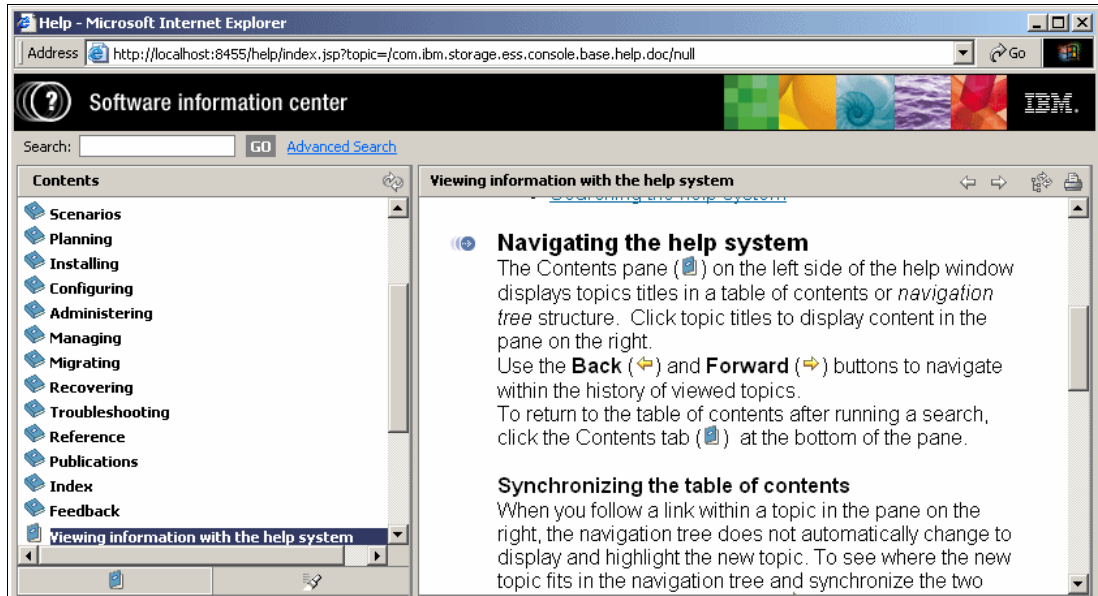 Help - Microsoft Internet Explorer
Address http://localhost:8455/help/index.jsp?topic=/com.ibm.storage.ess.console.base.help.doc/null Go
Software information center IBM.
Search: GO Advanced Search
Contents
Scenarios
Planning
Installing
Configuring
Administering
Managing
Migrating
Recovering
Troubleshooting
Reference
Publications
Index
Feedback
Viewing information with the help system
Viewing information with the help system
Searching the help system
Navigating the help system
The Contents pane ( ) on the left side of the help window
displays topics titles in a table of contents or navigation
tree structure. Click topic titles to display content in the
pane on the right.
Use the Back ( ) and Forward ( ) buttons to navigate
within the history of viewed topics.
To return to the table of contents after running a search,
click the Contents tab ( ) at the bottom of the pane.
Synchronizing the table of contents
When you follow a link within a topic in the pane on the
right, the navigation tree does not automatically change to
display and highlight the new topic. To see where the new
topic fits in the navigation tree and synchronize the two